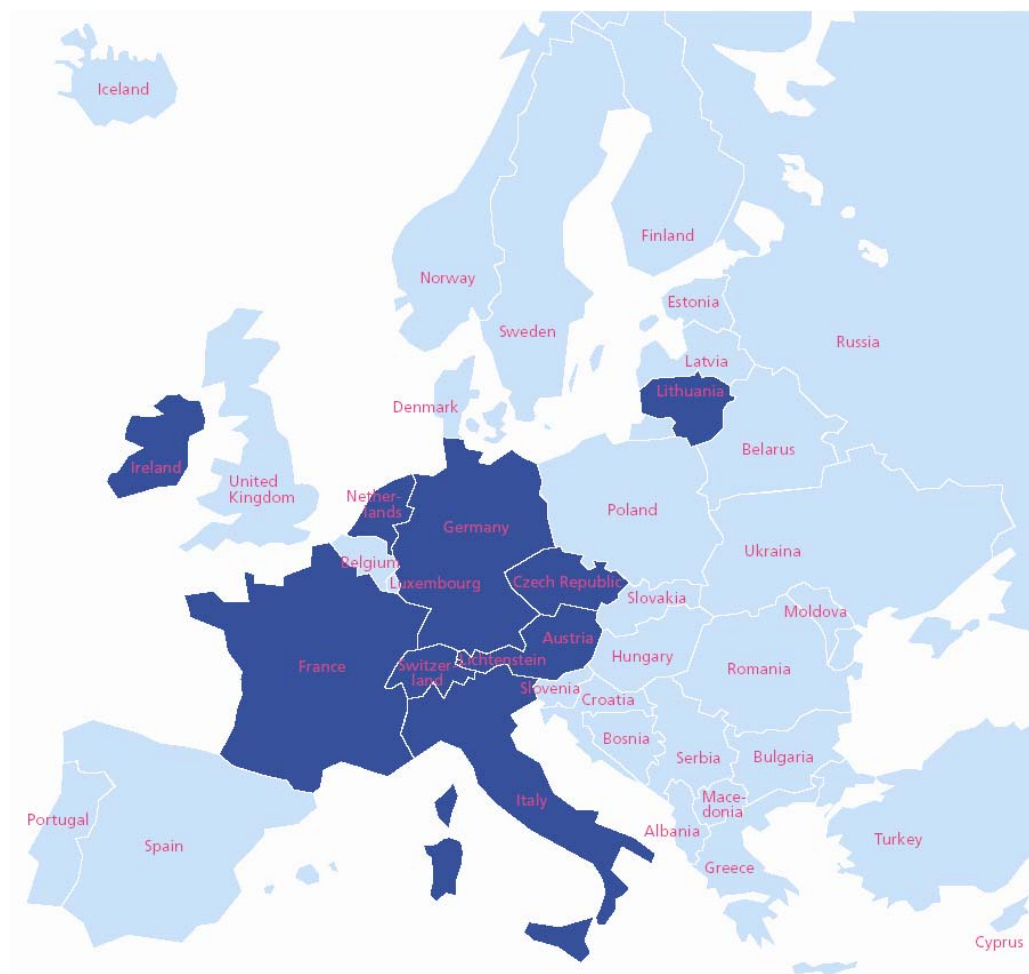 Iceland
Finland
Norway
Estonia
Sweden
Russia
Latvia
Lithuania
Denmark
Belarus
Ireland
United
Kingdom
Nether-
lands
Poland
Germany
Ukraina
Belgium
Luxembourg
Czech Republic
Slovakia
Moldova
Austria
Hungary
France
Switzer-
land
Lichtenstein
Romania
Slovenia
Croatia
Bosnia
Serbia
Bulgaria
Italy
Mace-
donia
Portugal
Albania
Spain
Turkey
Greece
Cyprus